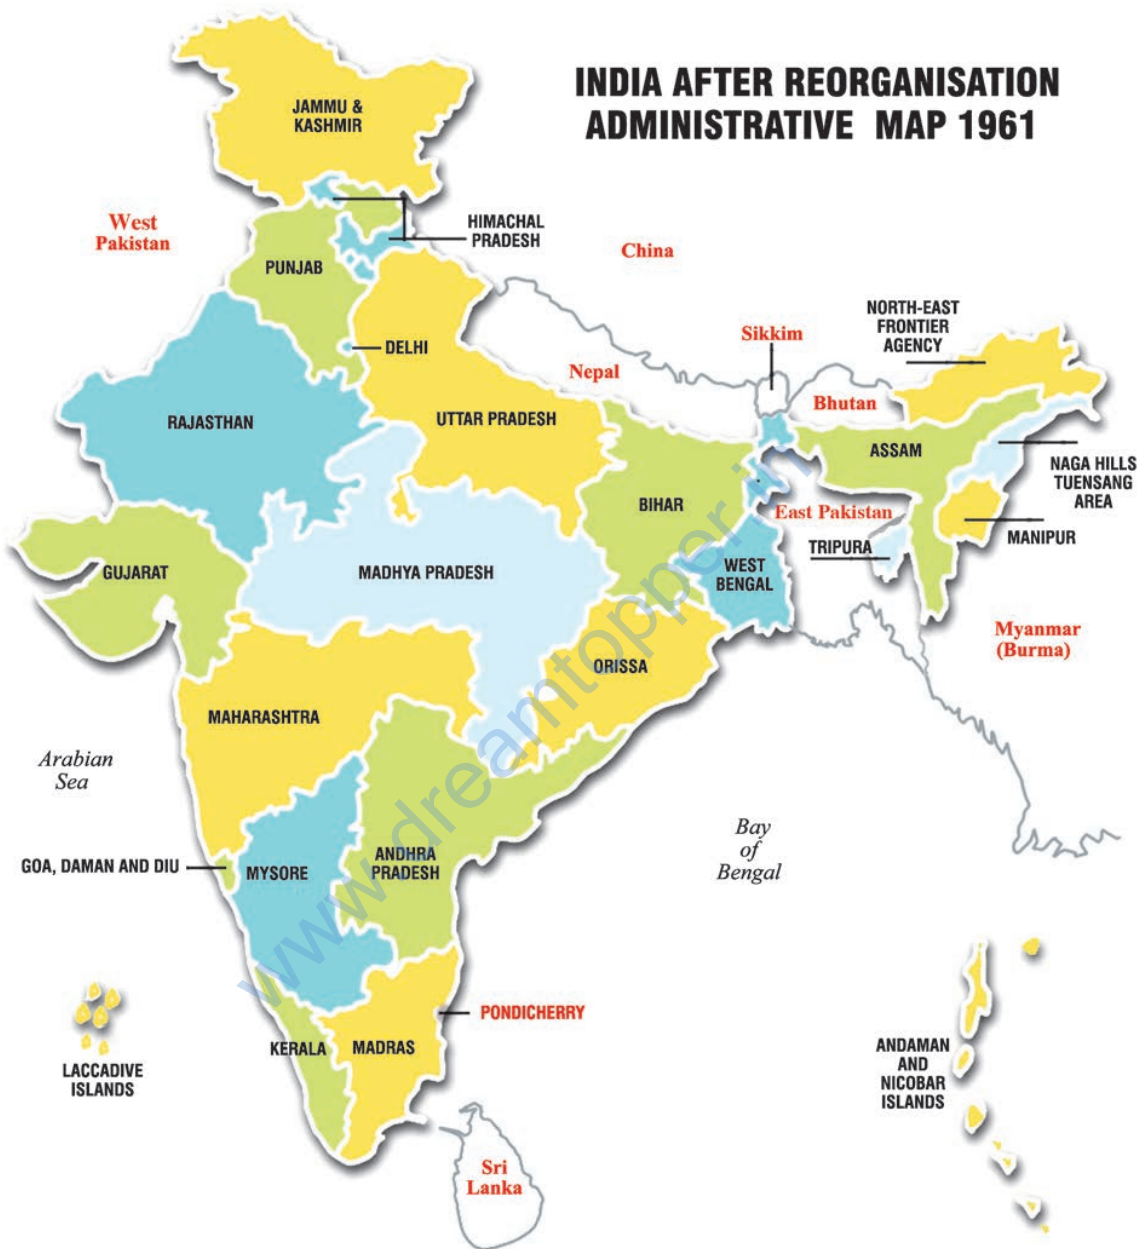 INDIA AFTER REORGANISATION
ADMINISTRATIVE MAP 1961
JAMMU &
KASHMIR
West
Pakistan
HIMACHAL
PRADESH
China
PUNJAB
NORTH-EAST
FRONTIER
AGENCY
Sikkim
DELHI
Nepal
Bhutan
RAJASTHAN
UTTAR PRADESH
ASSAM
NAGA HILLS
TUENSANG
AREA
BIHAR
East Pakistan
MANIPUR
TRIPURA
GUJARAT
MADHYA PRADESH
WEST
BENGAL
Myanmar
(Burma)
ORISSA
MAHARASHTRA
Arabian
Sea
Bay
of
Bengal
GOA, DAMAN AND DIU
MYSORE
ANDHRA
PRADESH
PONDICHERRY
KERALA
MADRAS
LACCADIVE
ISLANDS
ANDAMAN
AND
NICOBAR
ISLANDS
Sri
Lanka
www.dreamtopper.in